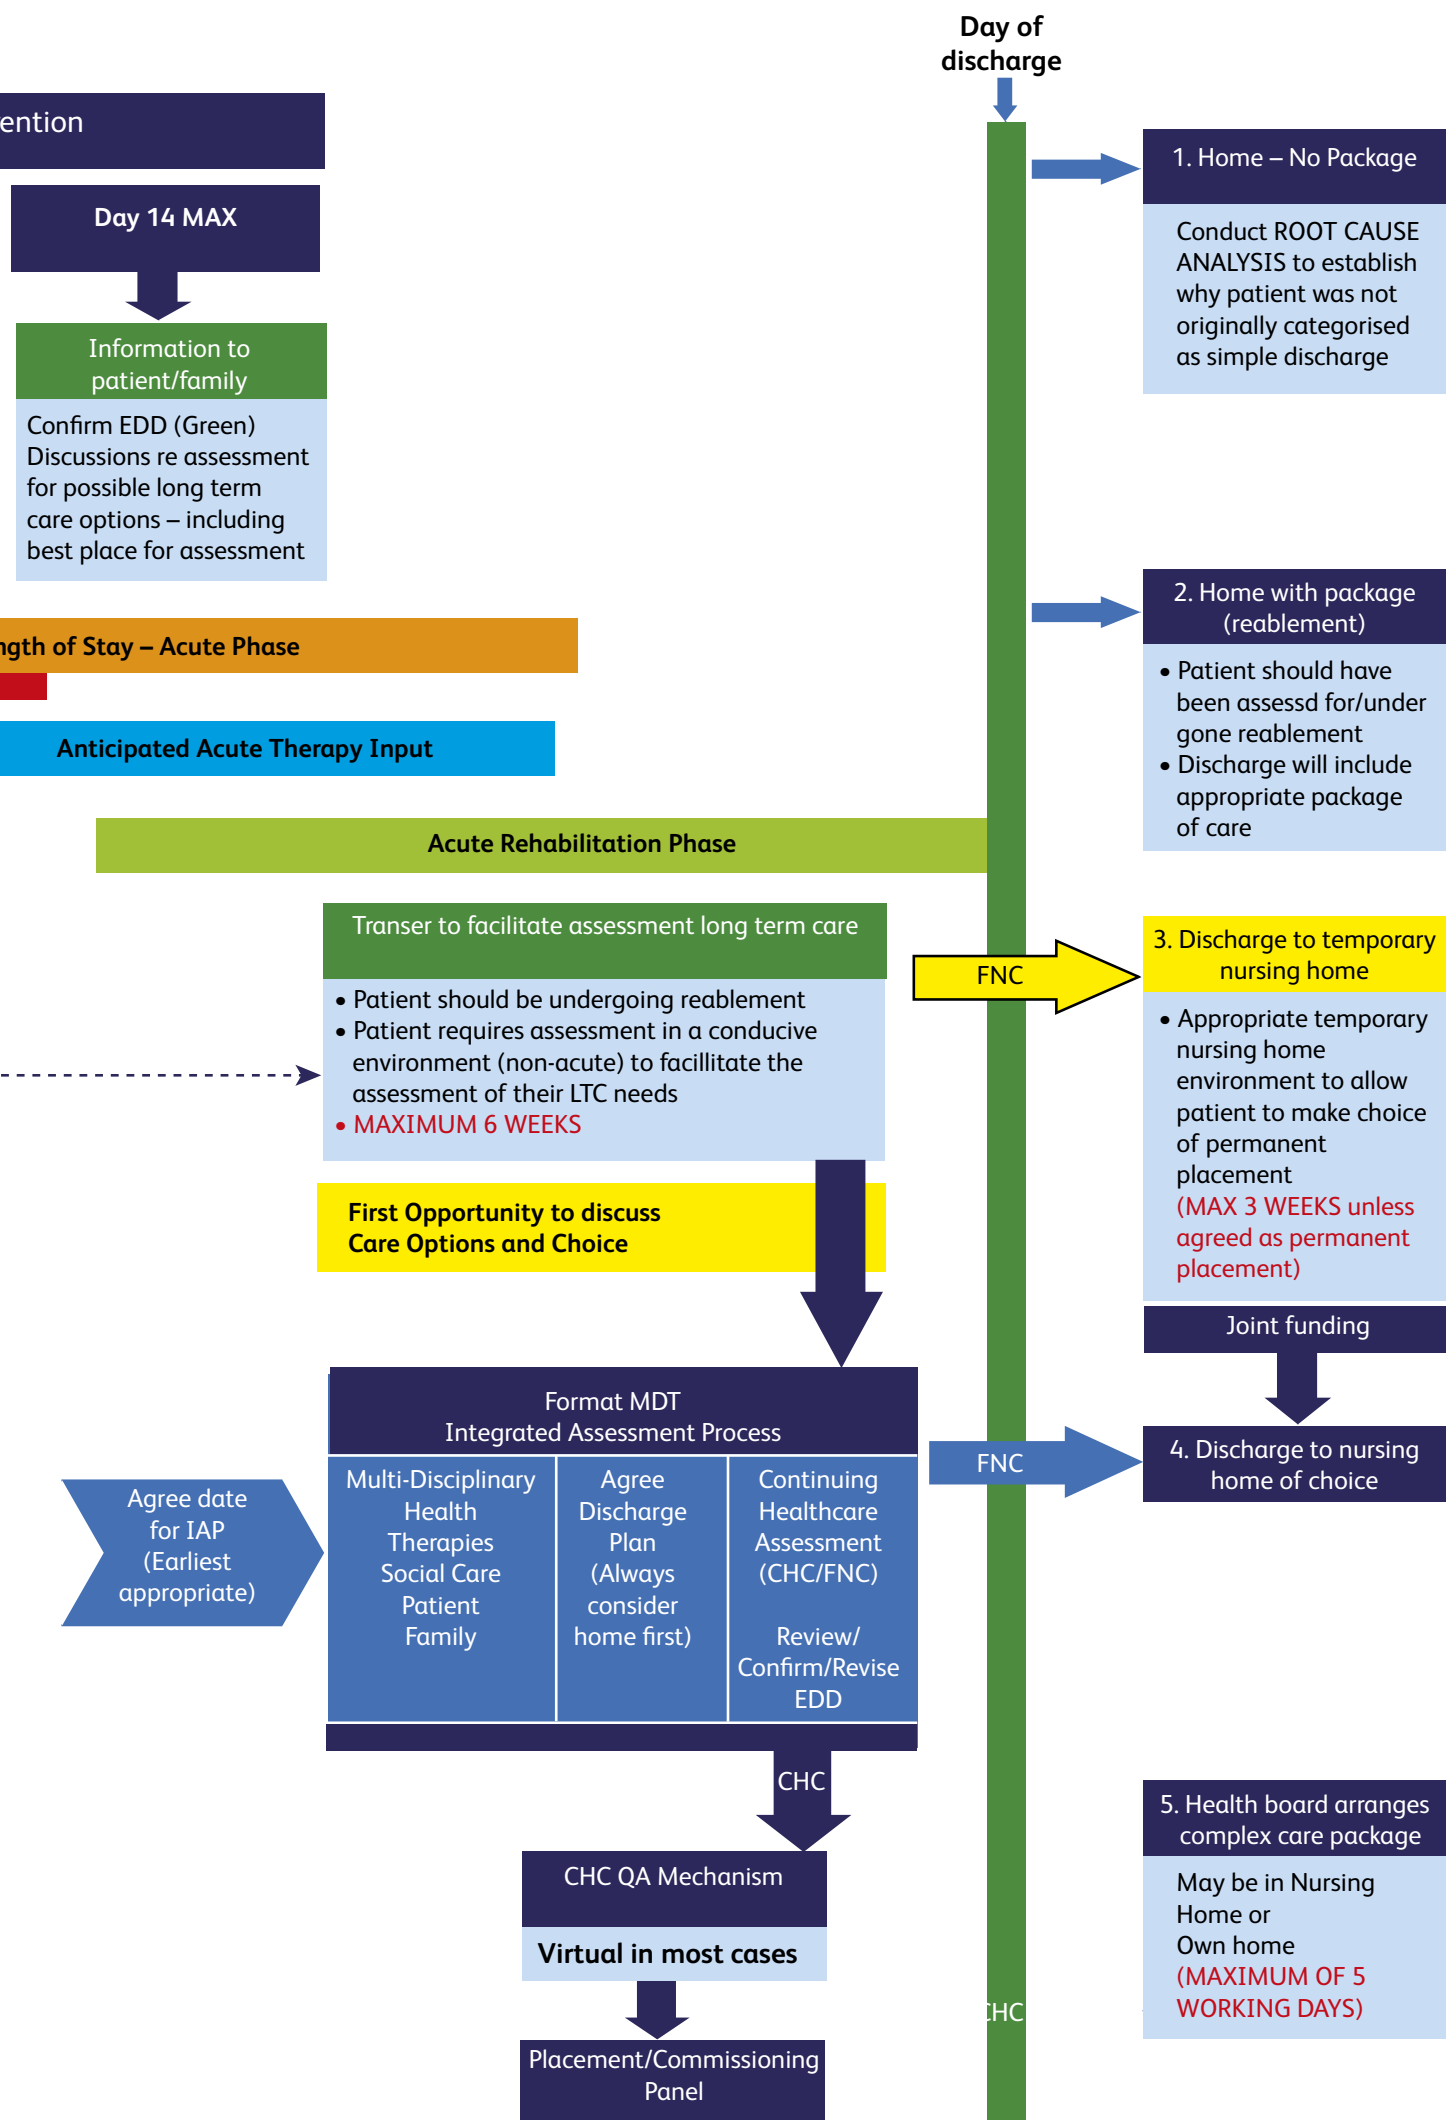 Day of
discharge
ention
Day 14 MAX
Information to
patient/family
Confirm EDD (Green)
Discussions re assessment
for possible long term
care options – including
best place for assessment
ngth of Stay – Acute Phase
Anticipated Acute Therapy Input
Acute Rehabilitation Phase
Transer to facilitate assessment long term care
• Patient should be undergoing reablement
• Patient requires assessment in a conducive
environment (non-acute) to facillitate the
assessment of their LTC needs
• MAXIMUM 6 WEEKS
First Opportunity to discuss
Care Options and Choice
Agree date
for IAP
(Earliest
appropriate)
Format MDT
Integrated Assessment Process
Multi-Disciplinary
Health
Therapies
Social Care
Patient
Family
Agree
Discharge
Plan
(Always
consider
home first)
Continuing
Healthcare
Assessment
(CHC/FNC)
Review/
Confirm/Revise
EDD
CHC
CHC QA Mechanism
Virtual in most cases
Placement/Commissioning
Panel
FNC
FNC
CHC
1. Home – No Package
Conduct ROOT CAUSE
ANALYSIS to establish
why patient was not
originally categorised
as simple discharge
2. Home with package
(reablement)
• Patient should have
been assessd for/under
gone reablement
• Discharge will include
appropriate package
of care
3. Discharge to temporary
nursing home
• Appropriate temporary
nursing home
environment to allow
patient to make choice
of permanent
placement
(MAX 3 WEEKS unless
agreed as permanent
placement)
Joint funding
4. Discharge to nursing
home of choice
5. Health board arranges
complex care package
May be in Nursing
Home or
Own home
(MAXIMUM OF 5
WORKING DAYS)